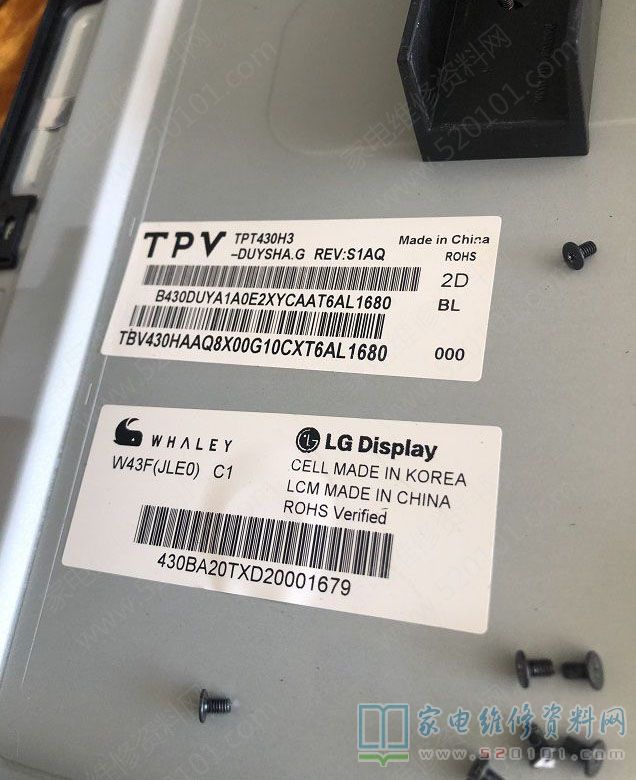 TPV TPT430H3
-DUYSHA.G REV:S1AQ
Made in China
ROHS
2D
B430DUYA1A0E2XYCAAT6AL1680
BL
TBV430HAAQ8X00G10CXT6AL1680
000
WHALEY
W43F(JLE0) C1
LG Display
CELL MADE IN KOREA
LCM MADE IN CHINA
ROHS Verified
430BA20TXD20001679
家电维修资料网
www.520101.com